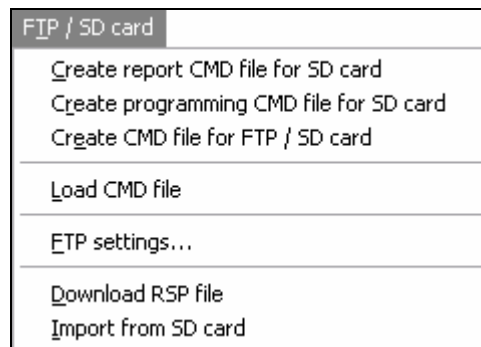 FTP / SD card
Create report CMD file for SD card
Create programming CMD file for SD card
Create CMD file for FTP / SD card
Load CMD file
FTP settings...
Download RSP file
Import from SD card